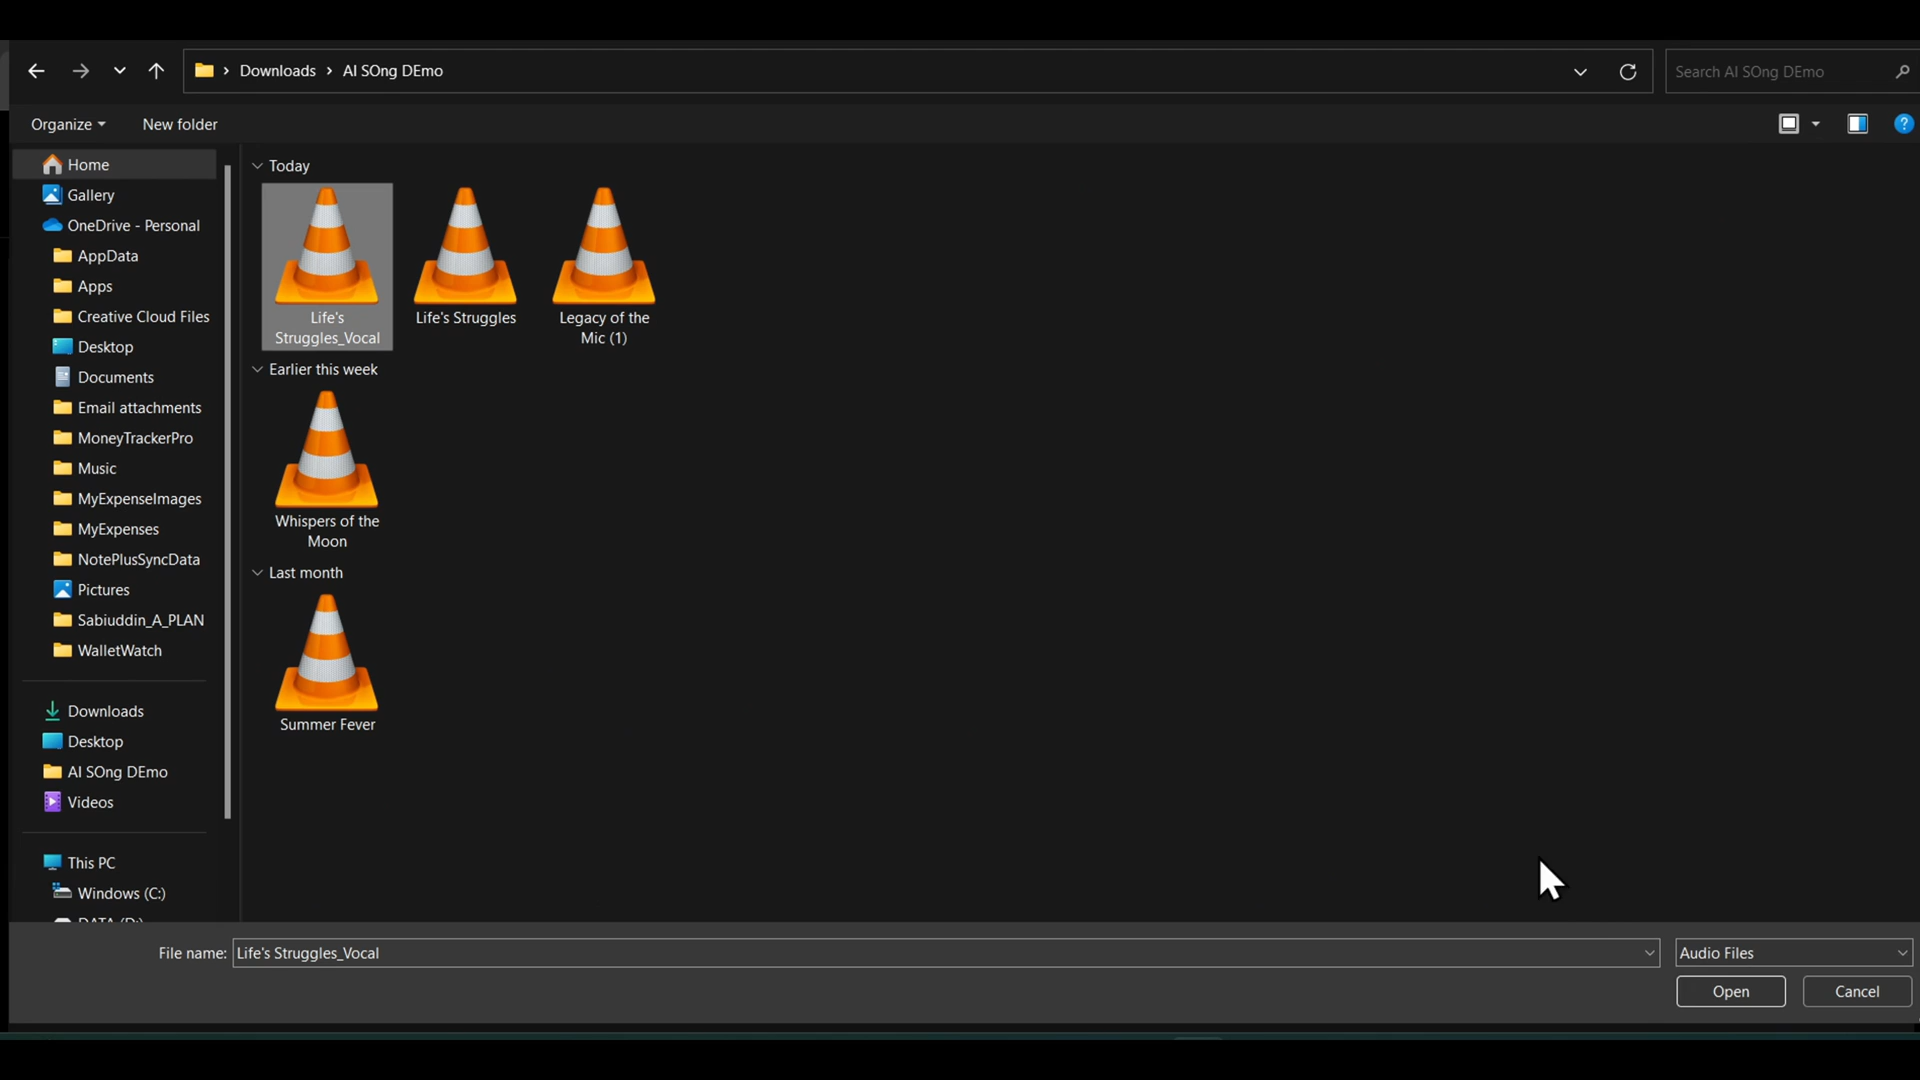 Downloads > AI SOng DEmo
Search AI SOng DEmo
Organize
New folder
?
Home
Gallery
OneDrive - Personal
AppData
Apps
Creative Cloud Files
Desktop
Documents
Email attachments
MoneyTrackerPro
Music
MyExpenseImages
MyExpenses
NotePlusSyncData
Pictures
Sabiuddin_A_PLAN
WalletWatch
Downloads
Desktop
AI SOng DEmo
Videos
This PC
Windows (C:)
Today
Life's
Struggles_Vocal
Life's Struggles
Legacy of the
Mic (1)
Earlier this week
Whispers of the
Moon
Last month
Summer Fever
File name: Life's Struggles_Vocal
Audio Files
Open
Cancel